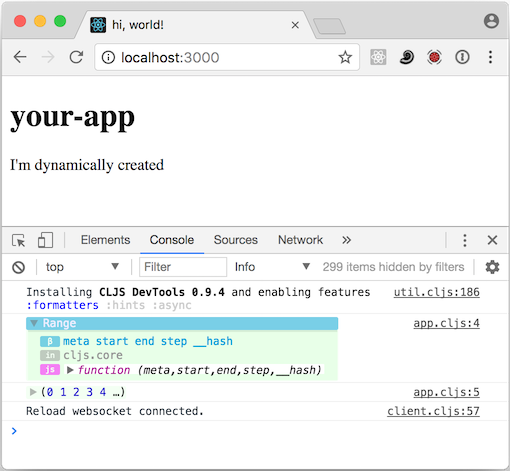 hi, world!
localhost:3000
your-app
I'm dynamically created
Elements Console Sources Network
top Filter Info 299 items hidden by filters
Installing CLJS DevTools 0.9.4 and enabling features util.cljs:186
:formatters :hints :async
Range app.cljs:4
β meta start end step __hash
in cljs.core
js function (meta,start,end,step,__hash)
(0 1 2 3 4 …) app.cljs:5
Reload websocket connected. client.cljs:57